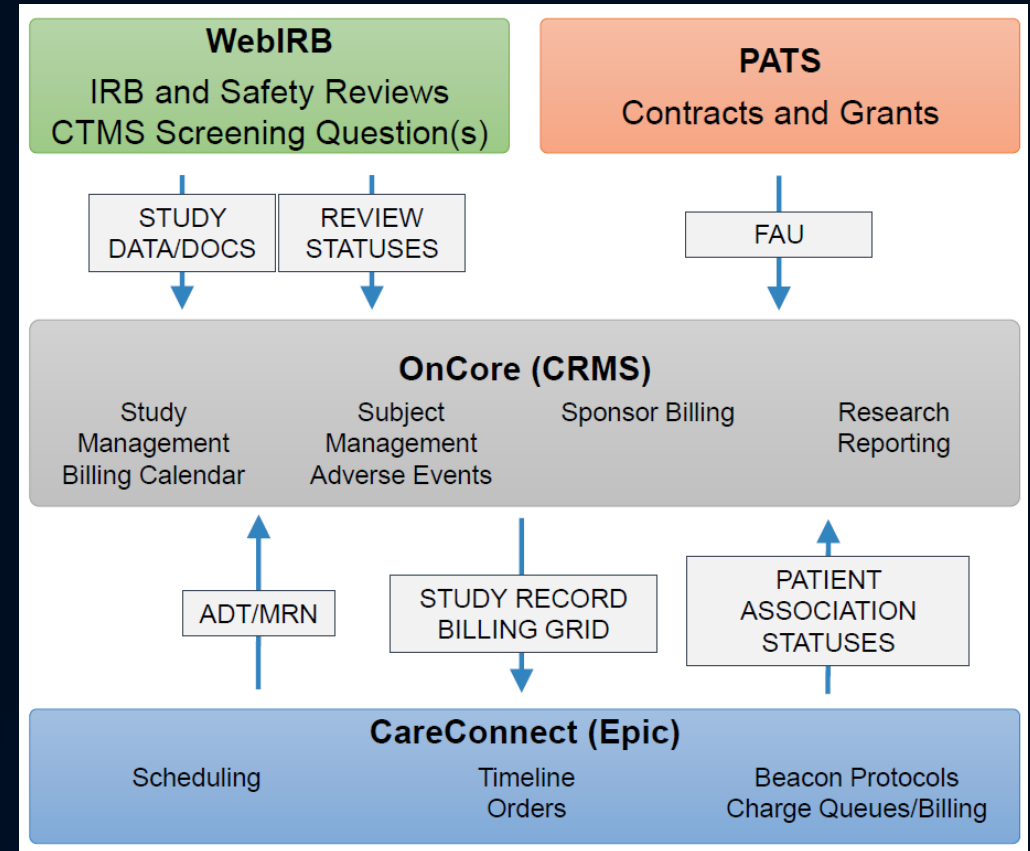 WebIRB
IRB and Safety Reviews
CTMS Screening Question(s)
PATS
Contracts and Grants
STUDY
DATA/DOCS
REVIEW
STATUSES
FAU
OnCore (CRMS)
Study
Management
Billing Calendar
Subject
Management
Adverse Events
Sponsor Billing
Research
Reporting
ADT/MRN
STUDY RECORD
BILLING GRID
PATIENT
ASSOCIATION
STATUSES
CareConnect (Epic)
Scheduling
Timeline
Orders
Beacon Protocols
Charge Queues/Billing